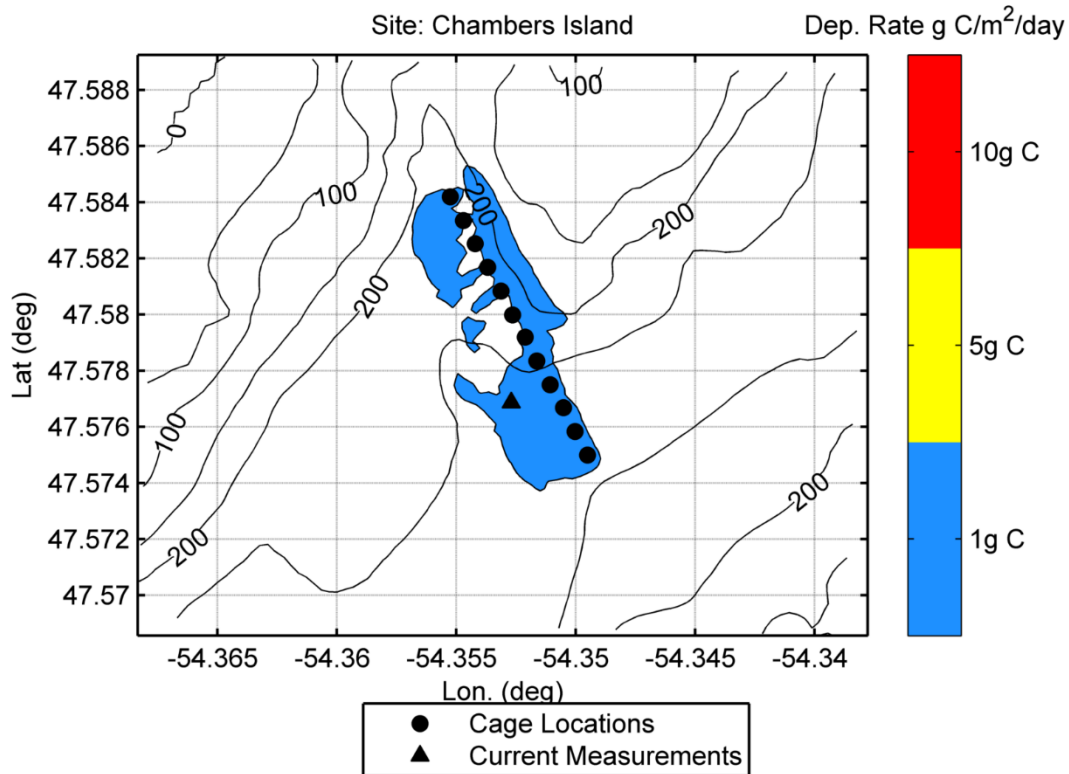 Site: Chambers Island
Dep. Rate g C/m²/day
47.588
47.586
47.584
47.582
47.58
47.578
47.576
47.574
47.572
47.57
Lat (deg)
0
100
100
200
200
200
100
200
200
200
10g C
5g C
1g C
-54.365
-54.36
-54.355
-54.35
-54.345
-54.34
Lon. (deg)
Cage Locations
Current Measurements